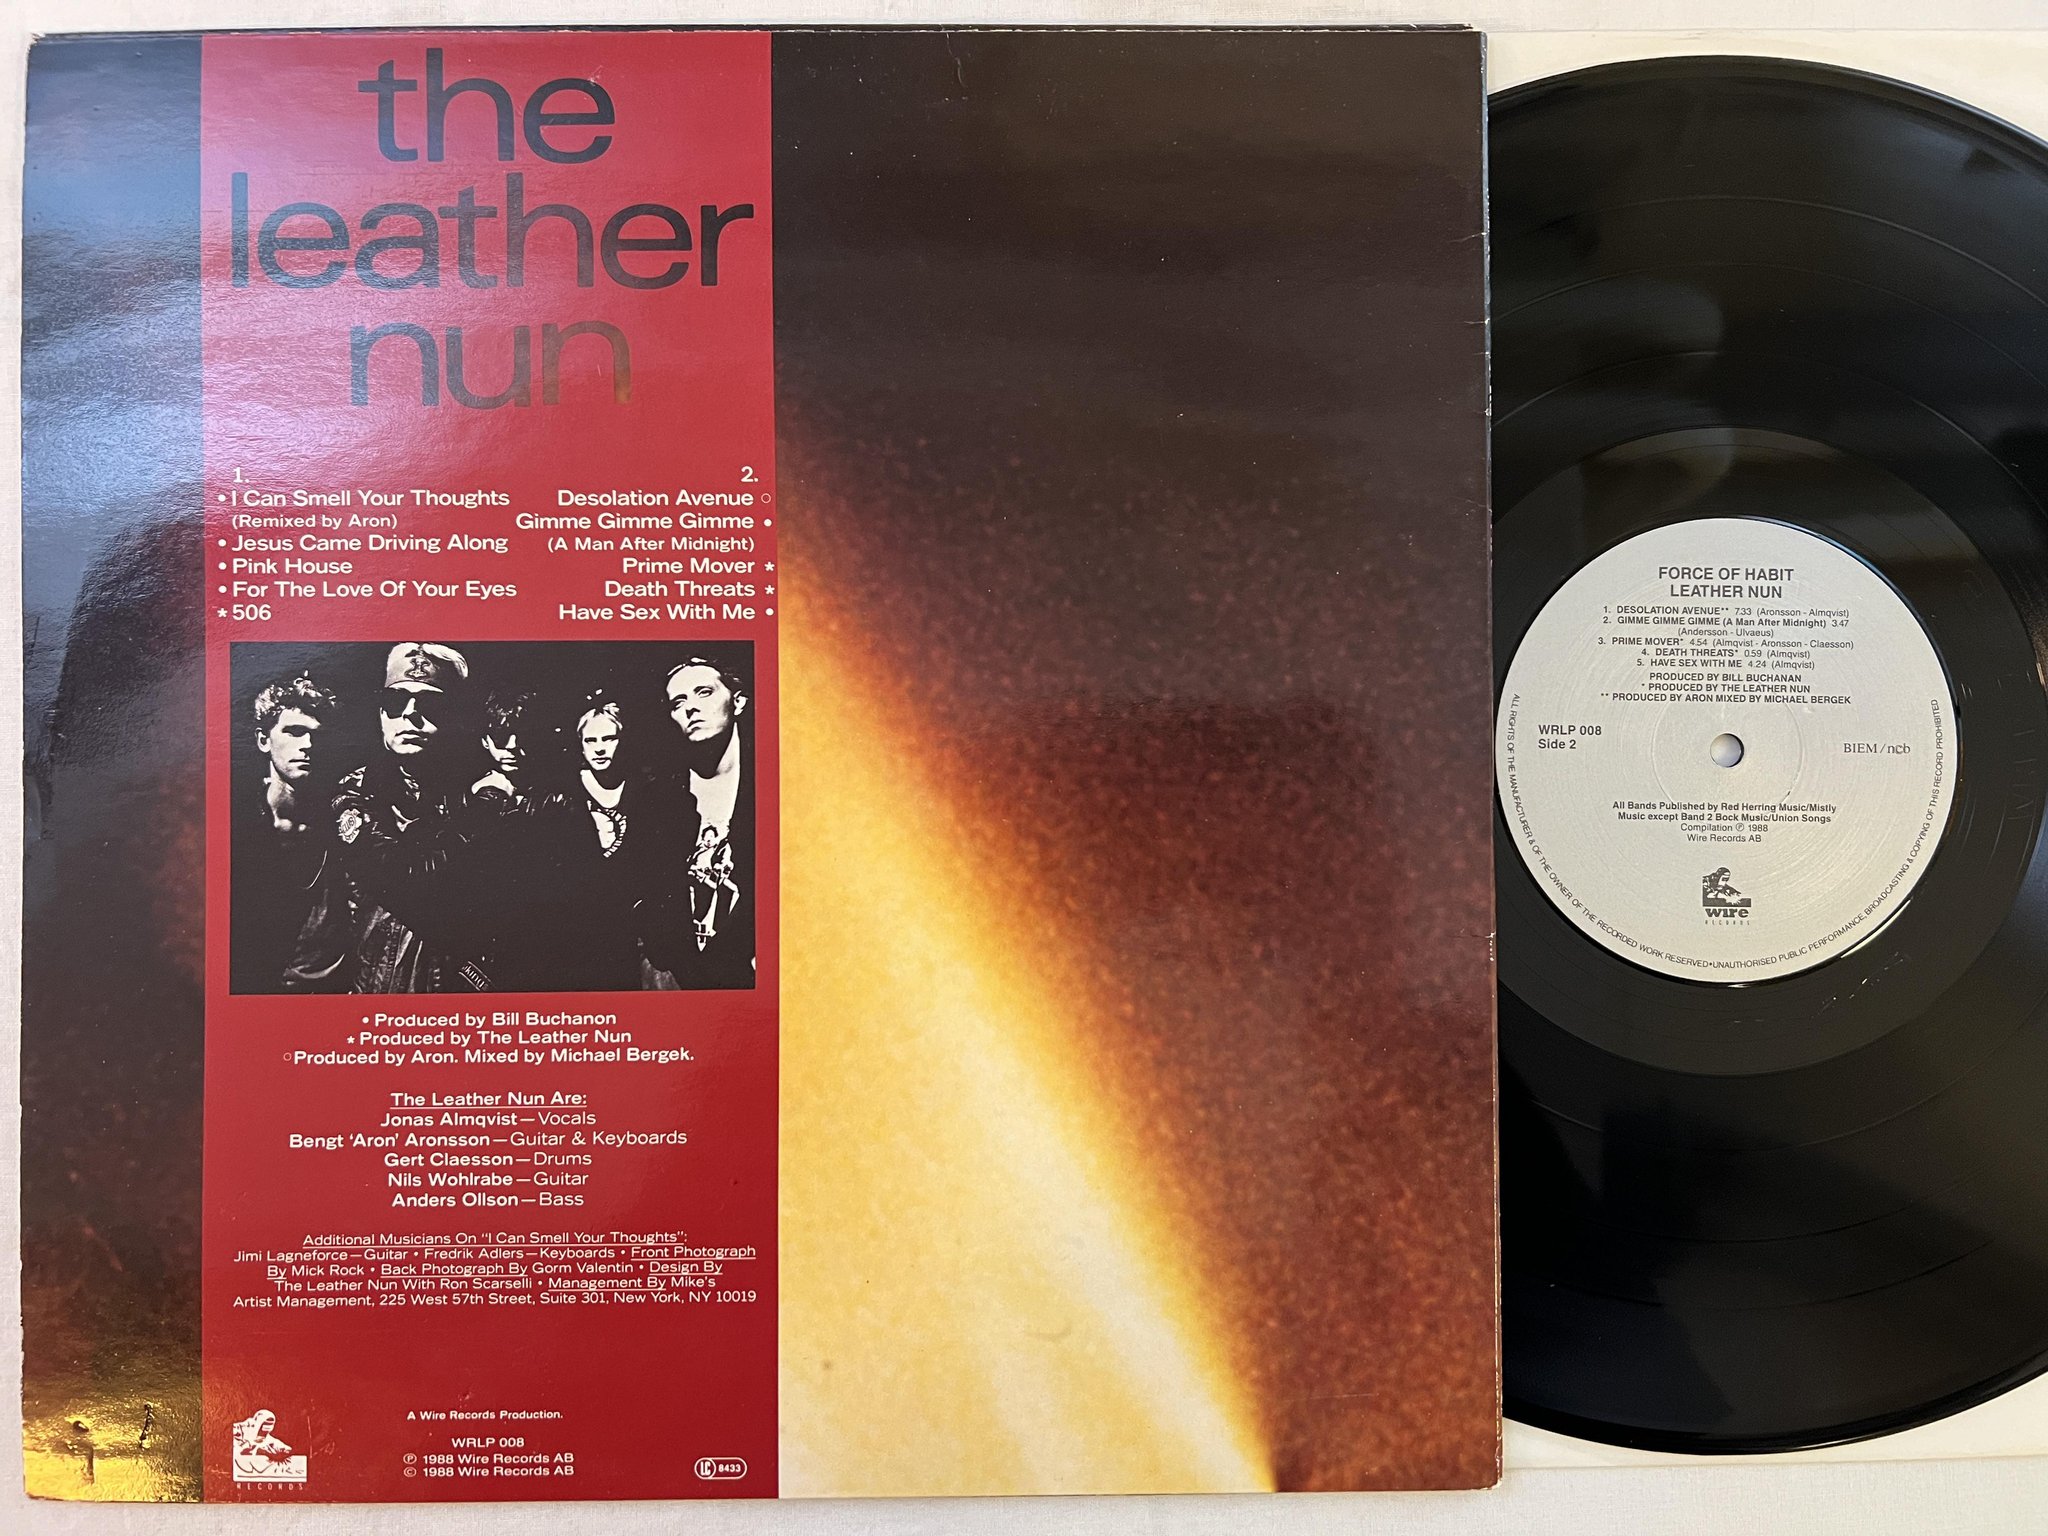 the
leather
nun
1.
• I Can Smell Your Thoughts
(Remixed by Aron)
• Jesus Came Driving Along
• Pink House
• For The Love Of Your Eyes
* 506
2.
Desolation Avenue ○
Gimme Gimme Gimme •
(A Man After Midnight)
Prime Mover *
Death Threats *
Have Sex With Me •
• Produced by Bill Buchanon
* Produced by The Leather Nun
○ Produced by Aron. Mixed by Michael Bergek.
The Leather Nun Are:
Jonas Almqvist—Vocals
Bengt 'Aron' Aronsson—Guitar & Keyboards
Gert Claesson—Drums
Nils Wohlrabe—Guitar
Anders Ollson—Bass
Additional Musicians On "I Can Smell Your Thoughts":
Jimi Lagneforce—Guitar • Fredrik Adlers—Keyboards • Front Photograph
By Mick Rock • Back Photograph By Gorm Valentin • Design By
The Leather Nun With Ron Scarselli • Management By Mike's
Artist Management, 225 West 57th Street, Suite 301, New York, NY 10019
A Wire Records Production.
WRLP 008
℗ 1988 Wire Records AB
© 1988 Wire Records AB
Wire
RECORDS
LC 8433
FORCE OF HABIT
LEATHER NUN
1. DESOLATION AVENUE** 7.33 (Aronsson - Almqvist)
2. GIMME GIMME GIMME (A Man After Midnight) 3.47
(Andersson - Ulvaeus)
3. PRIME MOVER* 4.54 (Almqvist - Aronsson - Claesson)
4. DEATH THREATS* 0.59 (Almqvist)
5. HAVE SEX WITH ME 4.24 (Almqvist)
PRODUCED BY BILL BUCHANAN
* PRODUCED BY THE LEATHER NUN
** PRODUCED BY ARON MIXED BY MICHAEL BERGEK
WRLP 008
Side 2
BIEM/ncb
All Bands Published by Red Herring Music/Mistly
Music except Band 2 Bock Music/Union Songs
Compilation ℗ 1988
Wire Records AB
wire
RECORDS
ALL RIGHTS OF THE MANUFACTURER & OF THE OWNER OF THE RECORDED WORK RESERVED • UNAUTHORISED PUBLIC PERFORMANCE, BROADCASTING & COPYING OF THIS RECORD PROHIBITED